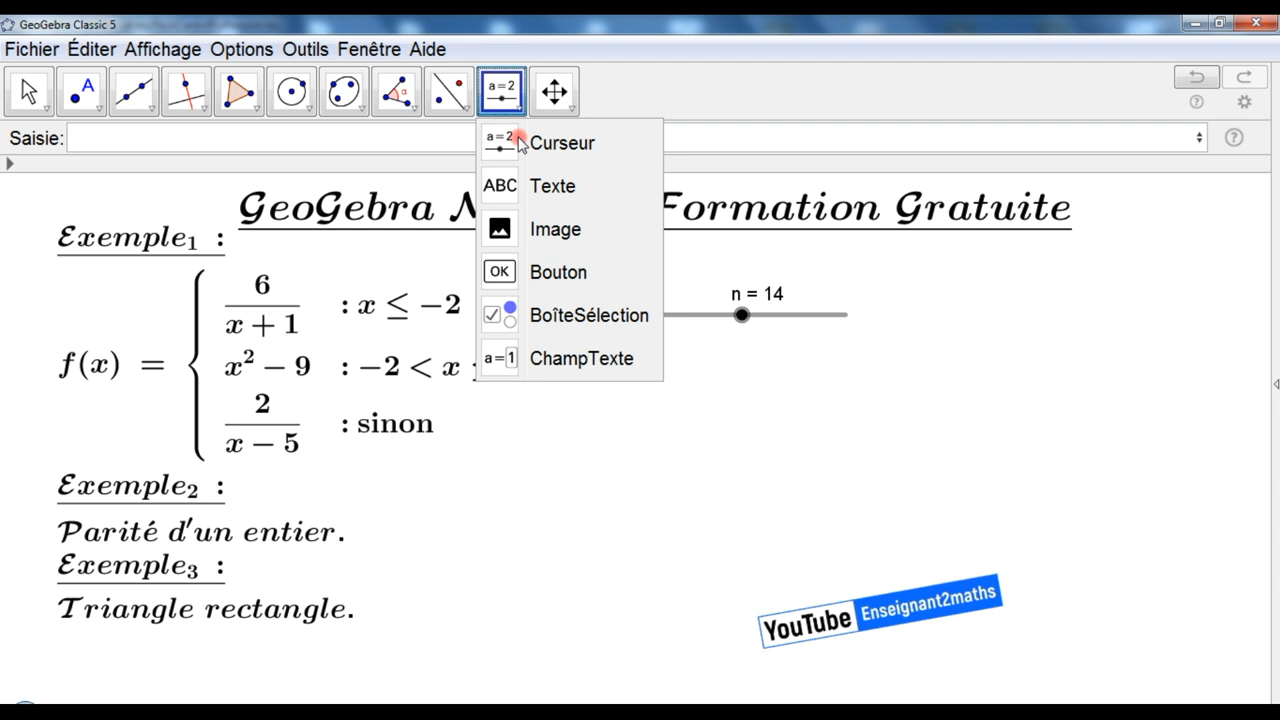 GeoGebra Classic 5
Fichier Éditer Affichage Options Outils Fenêtre Aide
A
α
a=2
Saisie:
a=2 Curseur
ABC Texte
Image
OK Bouton
BoîteSélection
a=1 ChampTexte
GeoGebra N Formation Gratuite
Exemple₁ :
f(x) = { 6/(x + 1) : x ≤ −2
x² − 9 : −2 < x
2/(x − 5) : sinon
n = 14
Exemple₂ :
Parité d'un entier.
Exemple₃ :
Triangle rectangle.
YouTube Enseignant2maths